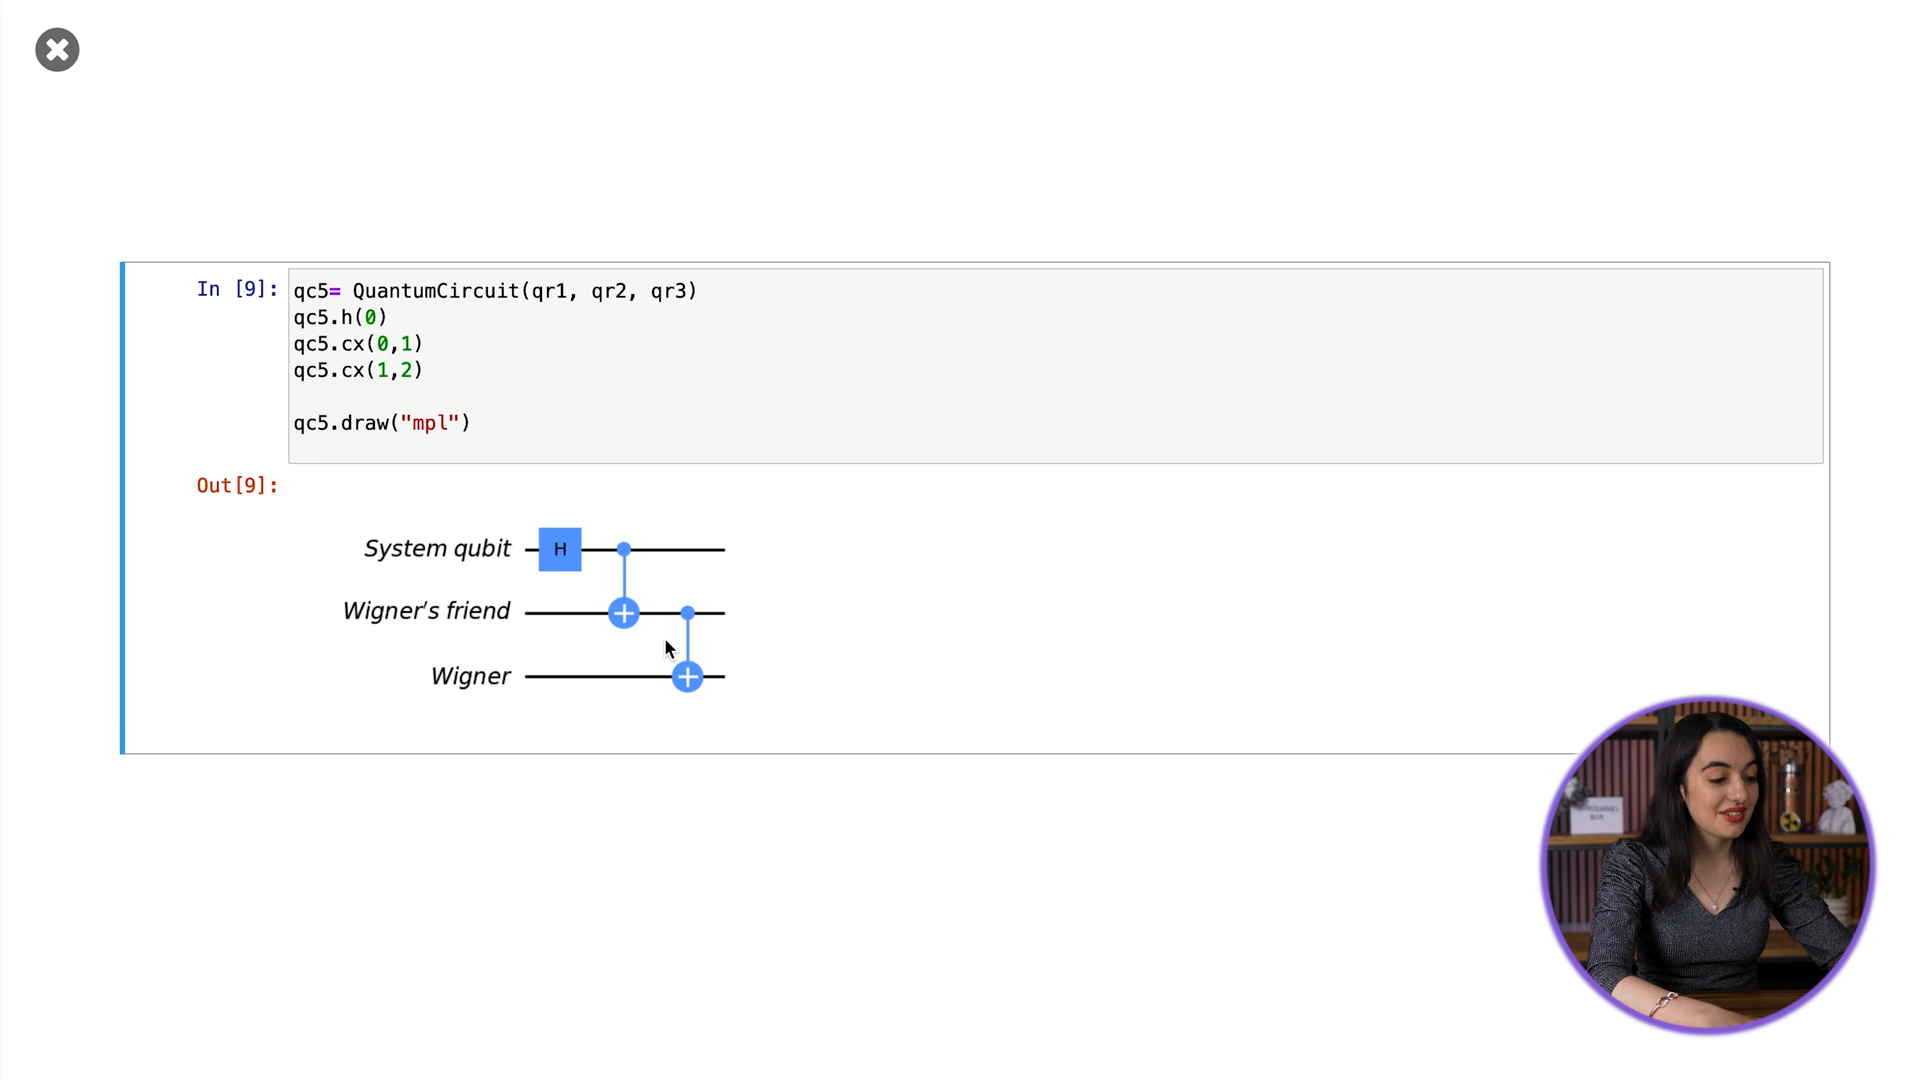 In [9]:
qc5= QuantumCircuit(qr1, qr2, qr3)
qc5.h(0)
qc5.cx(0,1)
qc5.cx(1,2)
qc5.draw("mpl")
Out[9]:
System qubit
H
Wigner's friend
Wigner